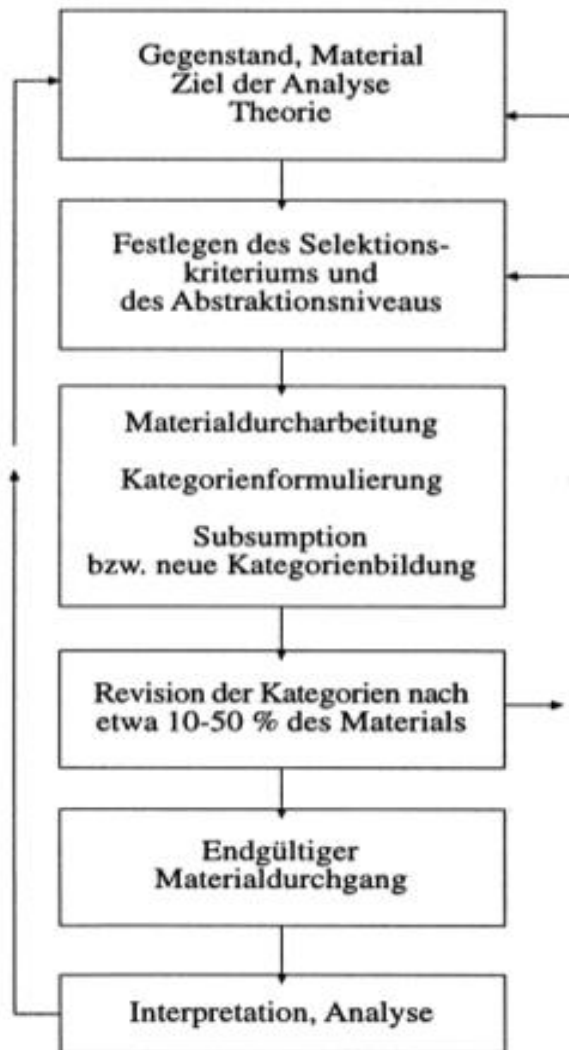 Gegenstand, Material
Ziel der Analyse
Theorie
Festlegen des Selektions-
kriteriums und
des Abstraktionsniveaus
Materialdurcharbeitung
Kategorienformulierung
Subsumption
bzw. neue Kategorienbildung
Revision der Kategorien nach
etwa 10-50 % des Materials
Endgültiger
Materialdurchgang
Interpretation, Analyse